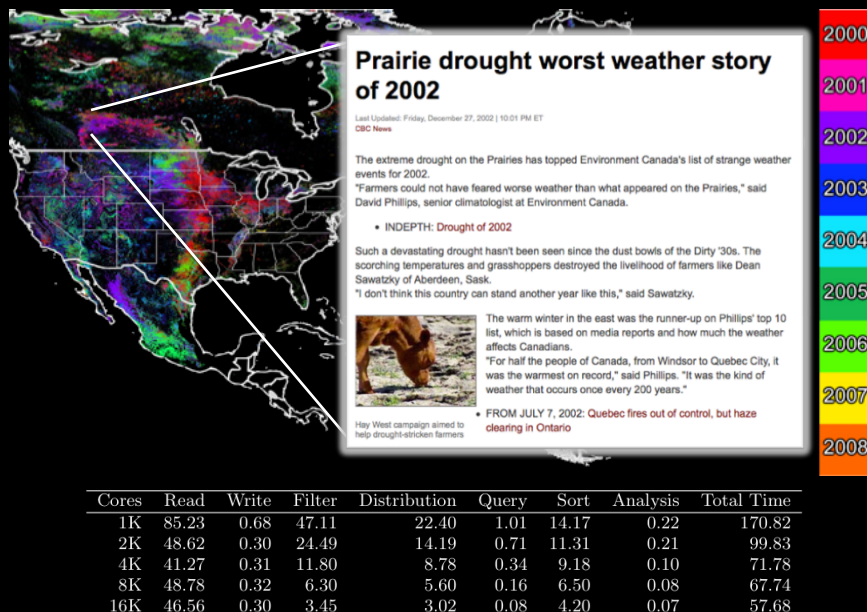 Prairie drought worst weather story
of 2002
Last Updated: Friday, December 27, 2002 | 10:01 PM ET
CBC News
The extreme drought on the Prairies has topped Environment Canada's list of strange weather
events for 2002.
"Farmers could not have feared worse weather than what appeared on the Prairies," said
David Phillips, senior climatologist at Environment Canada.
• INDEPTH: Drought of 2002
Such a devastating drought hasn't been seen since the dust bowls of the Dirty '30s. The
scorching temperatures and grasshoppers destroyed the livelihood of farmers like Dean
Sawatzky of Aberdeen, Sask.
"I don't think this country can stand another year like this," said Sawatzky.
The warm winter in the east was the runner-up on Phillips' top 10
list, which is based on media reports and how much the weather
affects Canadians.
"For half the people of Canada, from Windsor to Quebec City, it
was the warmest on record," said Phillips. "It was the kind of
weather that occurs once every 200 years."
• FROM JULY 7, 2002: Quebec fires out of control, but haze
clearing in Ontario
Hay West campaign aimed to
help drought-stricken farmers
2000
2001
2002
2003
2004
2005
2006
2007
2008
Cores Read Write Filter Distribution Query Sort Analysis Total Time
1K 85.23 0.68 47.11 22.40 1.01 14.17 0.22 170.82
2K 48.62 0.30 24.49 14.19 0.71 11.31 0.21 99.83
4K 41.27 0.31 11.80 8.78 0.34 9.18 0.10 71.78
8K 48.78 0.32 6.30 5.60 0.16 6.50 0.08 67.74
16K 46.56 0.30 3.45 3.02 0.08 4.20 0.07 57.68